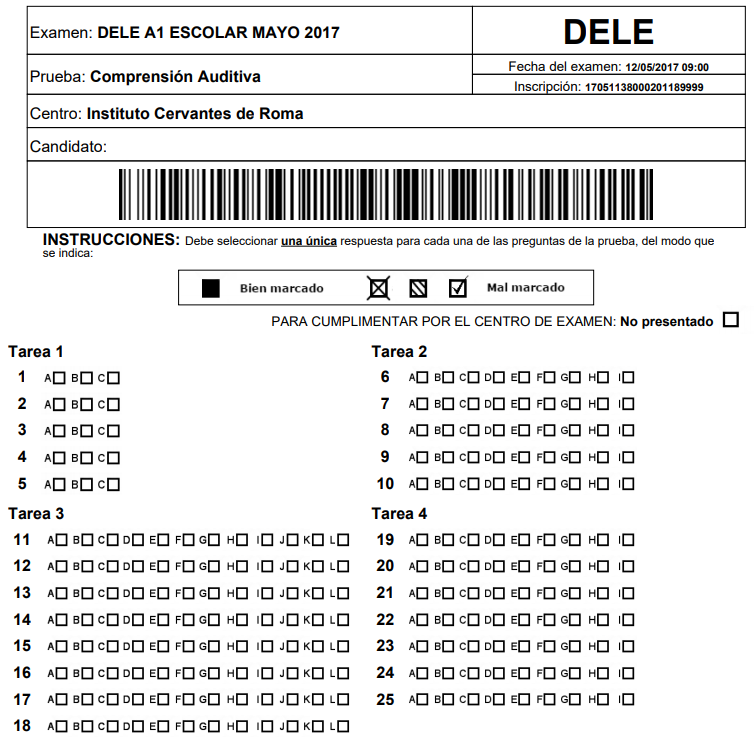 Examen: DELE A1 ESCOLAR MAYO 2017
DELE
Fecha del examen: 12/05/2017 09:00
Prueba: Comprensión Auditiva
Inscripción: 17051138000201189999
Centro: Instituto Cervantes de Roma
Candidato:
INSTRUCCIONES: Debe seleccionar una única respuesta para cada una de las preguntas de la prueba, del modo que
se indica:
Bien marcado Mal marcado
PARA CUMPLIMENTAR POR EL CENTRO DE EXAMEN: No presentado
Tarea 1
1 A B C
2 A B C
3 A B C
4 A B C
5 A B C
Tarea 2
6 A B C D E F G H I
7 A B C D E F G H I
8 A B C D E F G H I
9 A B C D E F G H I
10 A B C D E F G H I
Tarea 3
11 A B C D E F G H I J K L
12 A B C D E F G H I J K L
13 A B C D E F G H I J K L
14 A B C D E F G H I J K L
15 A B C D E F G H I J K L
16 A B C D E F G H I J K L
17 A B C D E F G H I J K L
18 A B C D E F G H I J K L
Tarea 4
19 A B C D E F G H I
20 A B C D E F G H I
21 A B C D E F G H I
22 A B C D E F G H I
23 A B C D E F G H I
24 A B C D E F G H I
25 A B C D E F G H I